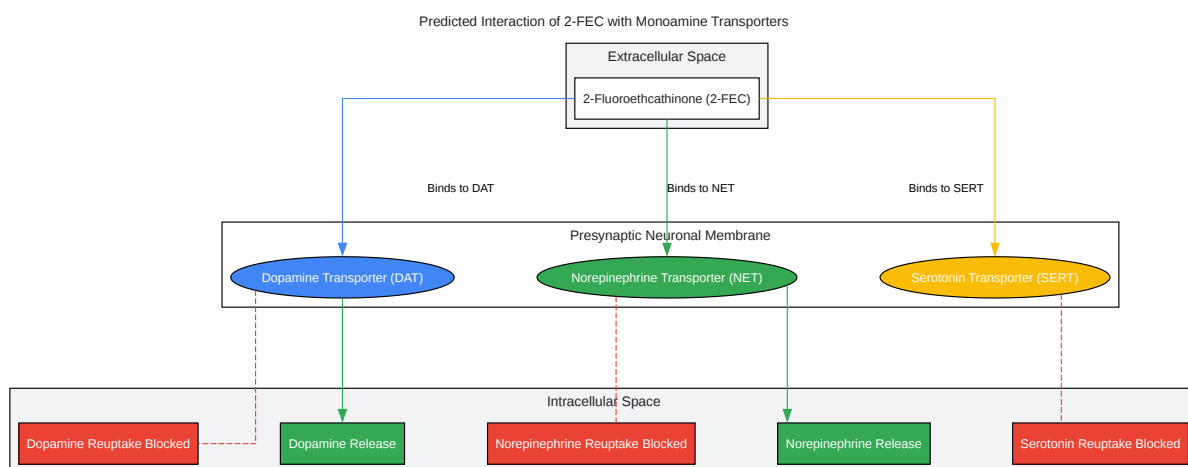 Predicted Interaction of 2-FEC with Monoamine Transporters
Extracellular Space
2-Fluoroethcathinone (2-FEC)
Binds to DAT
Binds to NET
Binds to SERT
Presynaptic Neuronal Membrane
Dopamine Transporter (DAT)
Norepinephrine Transporter (NET)
Serotonin Transporter (SERT)
Intracellular Space
Dopamine Reuptake Blocked
Dopamine Release
Norepinephrine Reuptake Blocked
Norepinephrine Release
Serotonin Reuptake Blocked